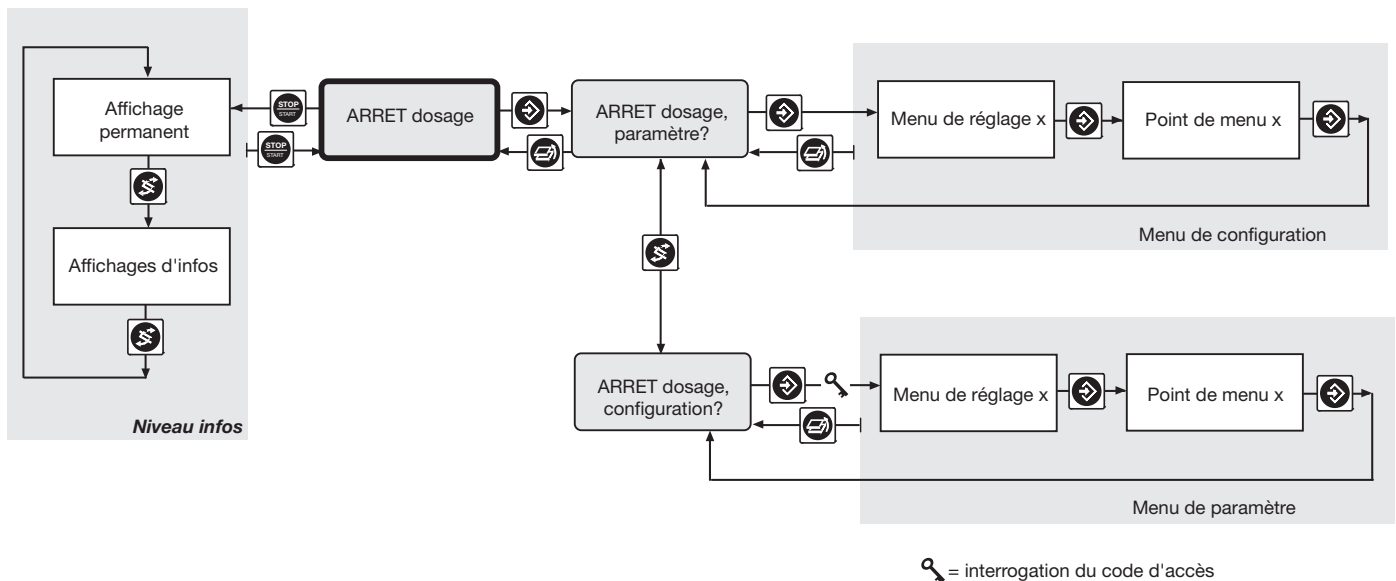 Affichage
permanent
STOP
START
STOP
START
ARRET dosage
ARRET dosage,
paramètre?
Menu de réglage x
Point de menu x
Menu de configuration
Affichages d'infos
Niveau infos
ARRET dosage,
configuration?
Menu de réglage x
Point de menu x
Menu de paramètre
= interrogation du code d'accès